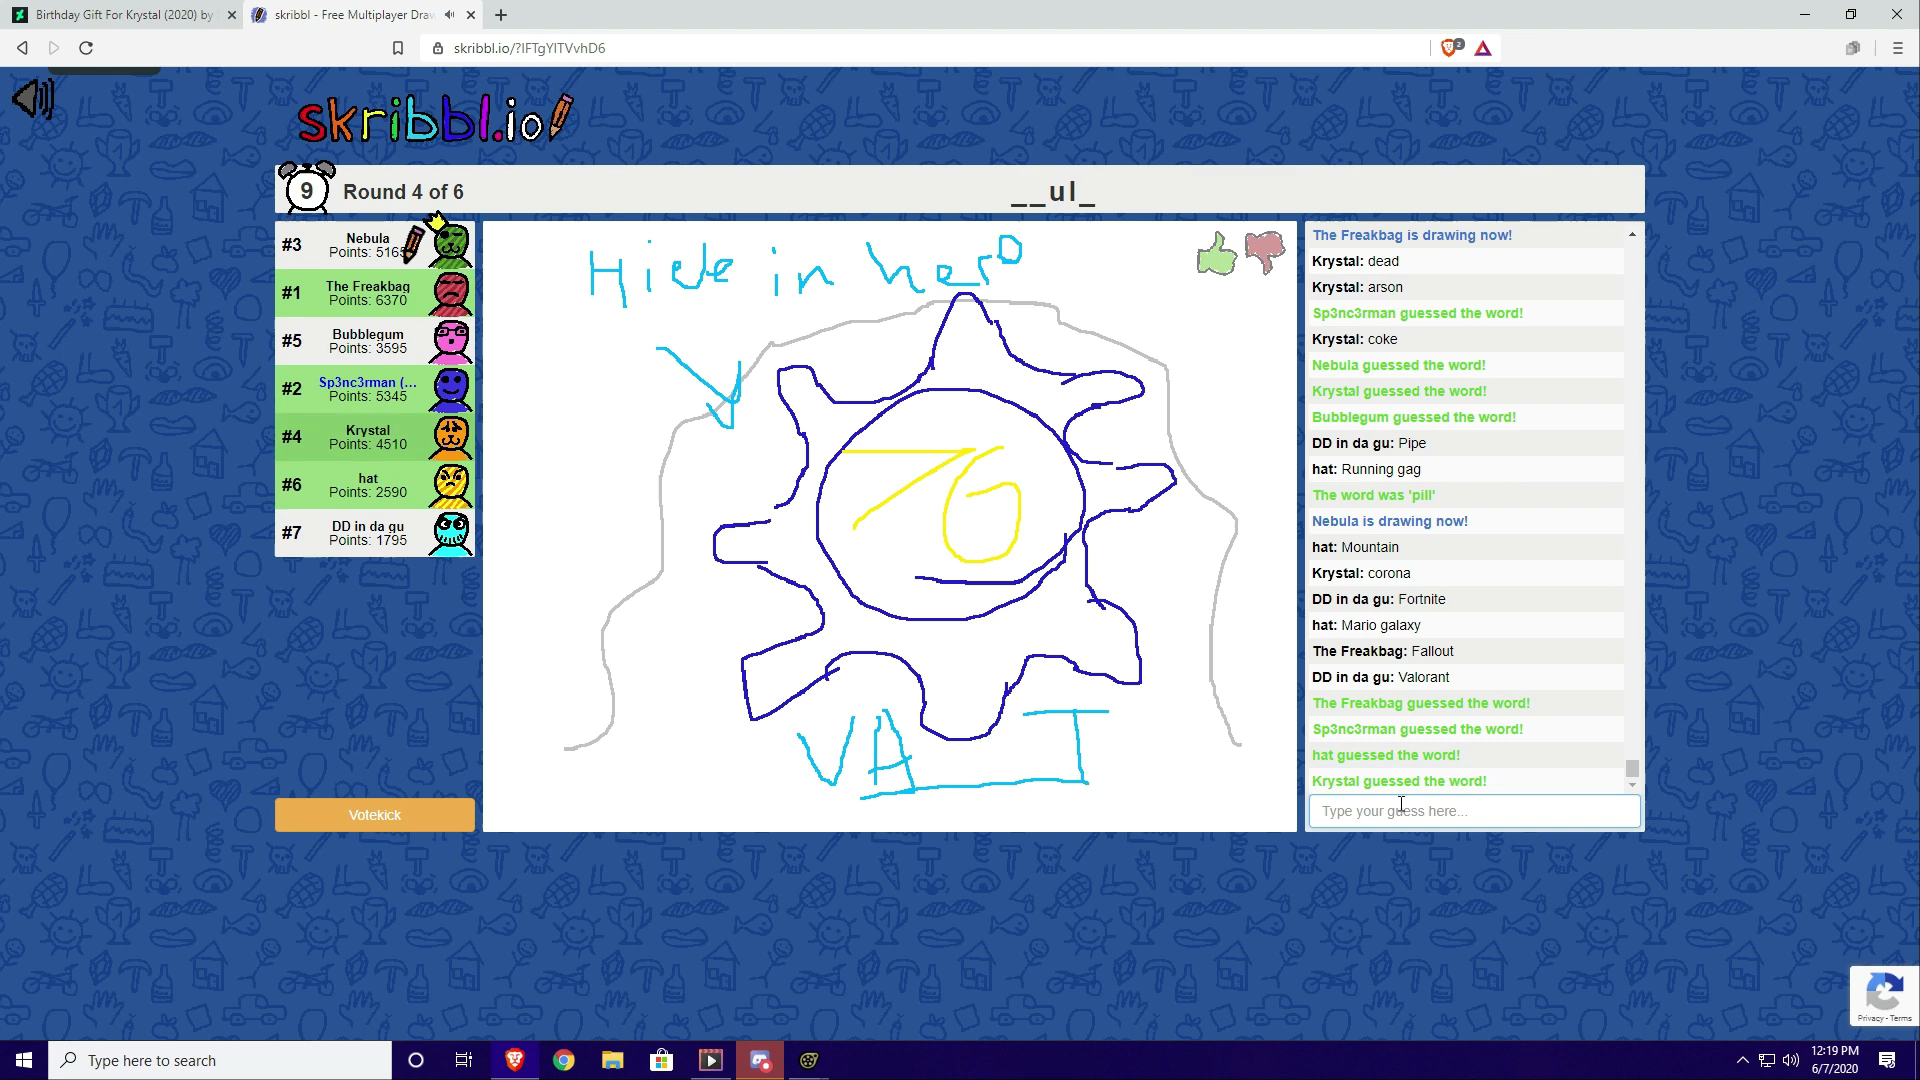 Birthday Gift For Krystal (2020) by
skribbl - Free Multiplayer Draw
skribbl.io/?IFTgYITVvhD6
2
skribbl.io
9
Round 4 of 6
__ul_
#3 Nebula
Points: 5165
#1 The Freakbag
Points: 6370
#5 Bubblegum
Points: 3595
#2 Sp3nc3rman (...
Points: 5345
#4 Krystal
Points: 4510
#6 hat
Points: 2590
#7 DD in da gu
Points: 1795
Votekick
Hide in her
76
VALT
The Freakbag is drawing now!
Krystal: dead
Krystal: arson
Sp3nc3rman guessed the word!
Krystal: coke
Nebula guessed the word!
Krystal guessed the word!
Bubblegum guessed the word!
DD in da gu: Pipe
hat: Running gag
The word was 'pill'
Nebula is drawing now!
hat: Mountain
Krystal: corona
DD in da gu: Fortnite
hat: Mario galaxy
The Freakbag: Fallout
DD in da gu: Valorant
The Freakbag guessed the word!
Sp3nc3rman guessed the word!
hat guessed the word!
Krystal guessed the word!
Type your guess here...
Privacy - Terms
Type here to search
12:19 PM
6/7/2020